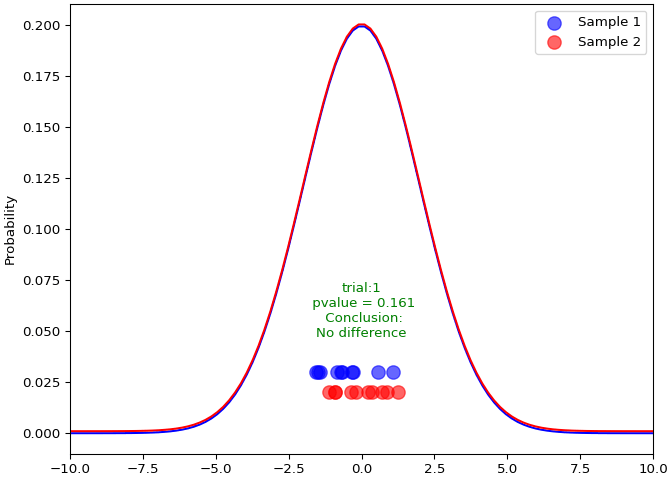 0.200
Sample 1
Sample 2
0.175
0.150
0.125
0.100
0.075
0.050
0.025
0.000
Probability
trial:1
pvalue = 0.161
Conclusion:
No difference
−10.0 −7.5 −5.0 −2.5 0.0 2.5 5.0 7.5 10.0